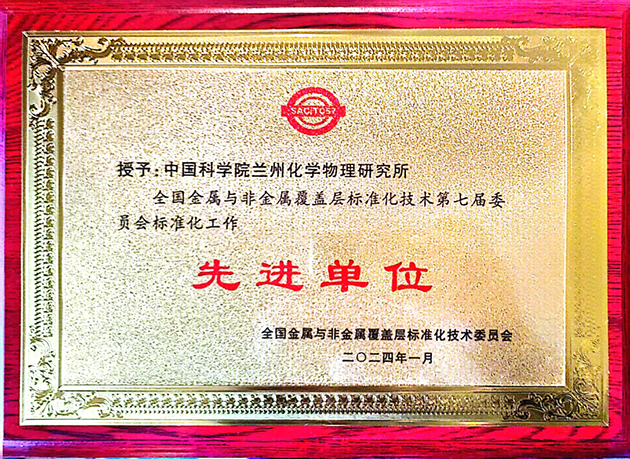 SAC/TC57
授予：中国科学院兰州化学物理研究所
全国金属与非金属覆盖层标准化技术第七届委
员会标准化工作
先进单位
全国金属与非金属覆盖层标准化技术委员会
二〇二四年一月